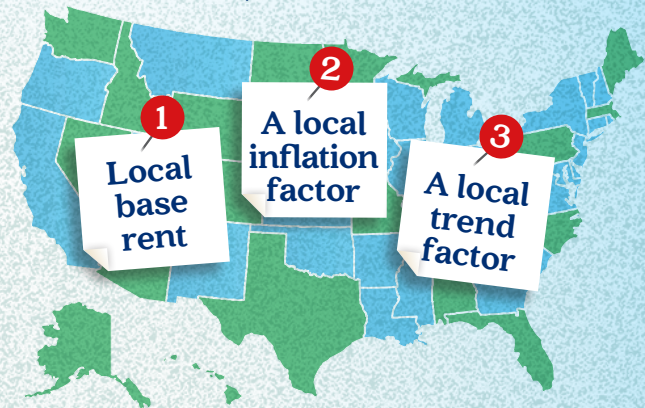 1
Local
base
rent
2
A local
inflation
factor
3
A local
trend
factor